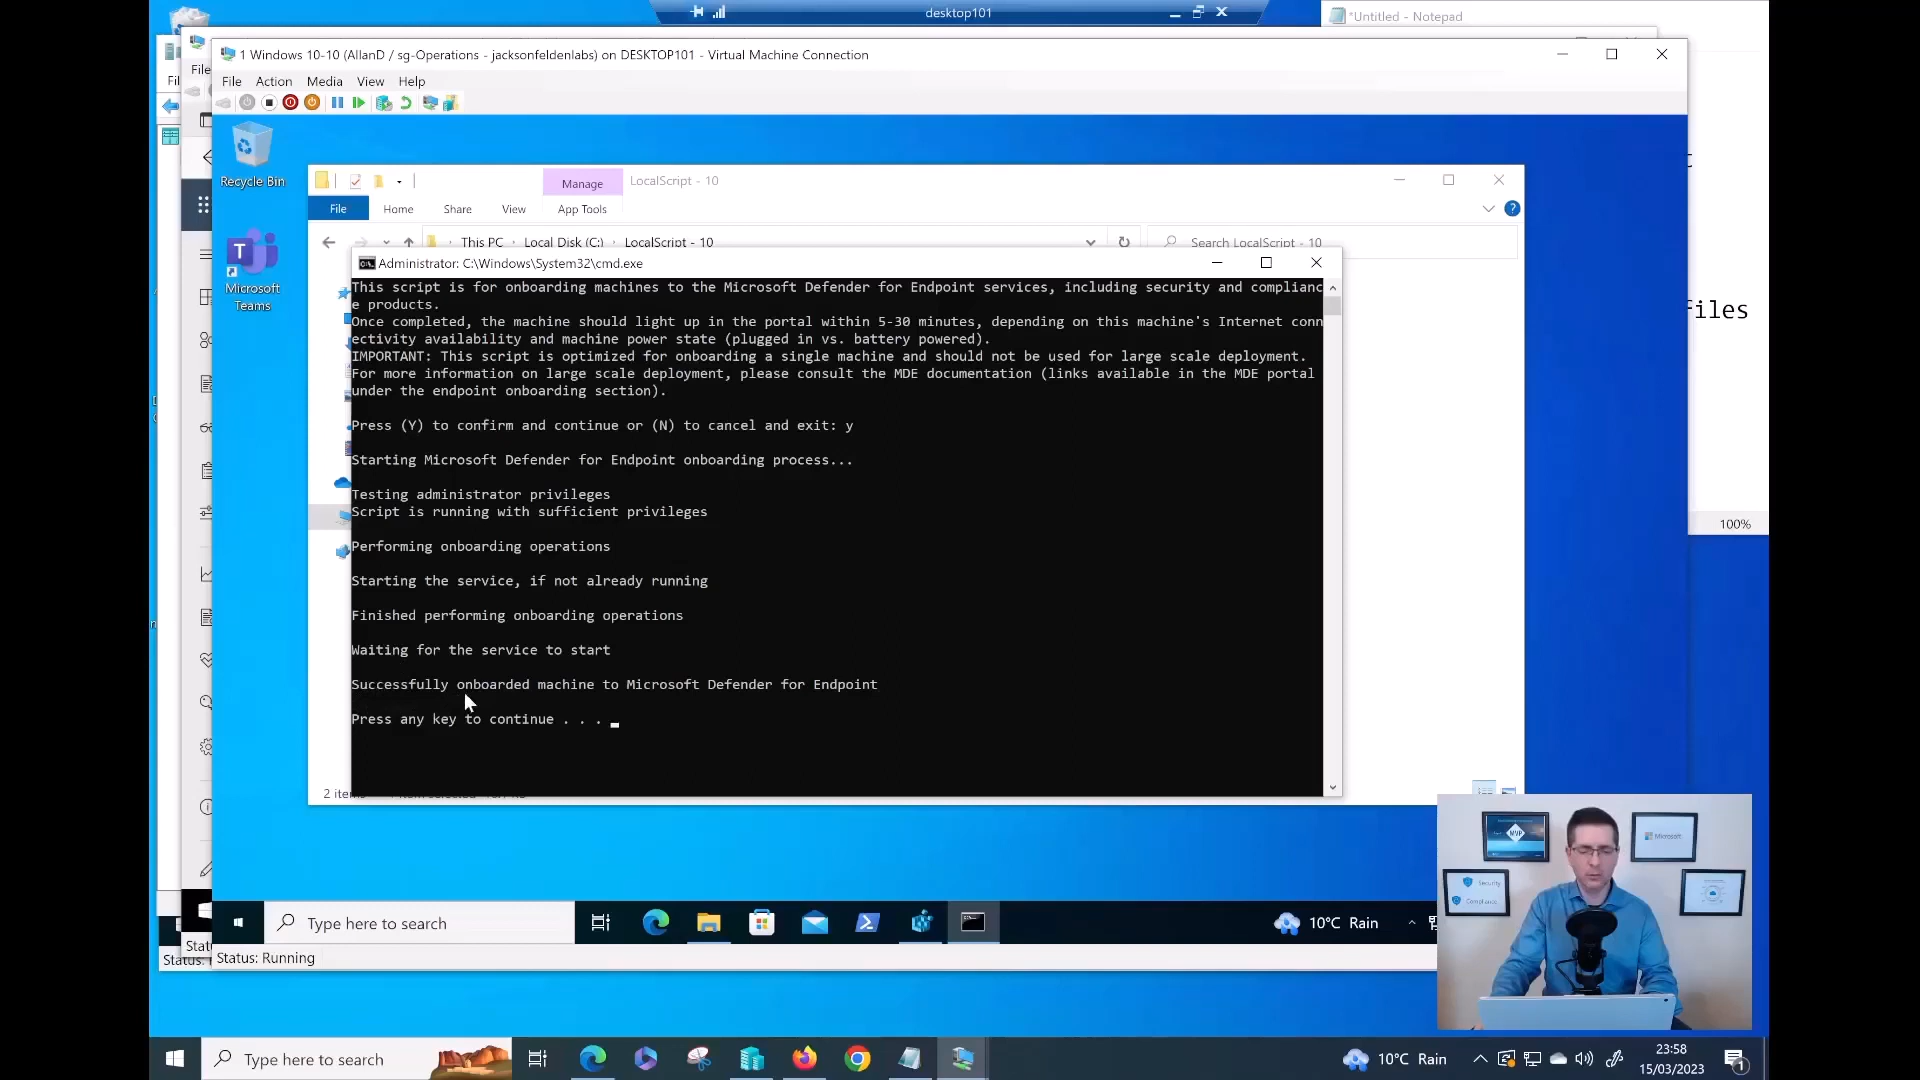 desktop101
*Untitled - Notepad
1 Windows 10-10 (AllanD / sg-Operations - jacksonfeldenlabs) on DESKTOP101 - Virtual Machine Connection
File Action Media View Help
File
Recycle Bin
Microsoft
Teams
Manage
LocalScript - 10
File Home Share View App Tools
This PC Local Disk (C:) LocalScript - 10
Search LocalScript - 10
Administrator: C:\Windows\System32\cmd.exe
This script is for onboarding machines to the Microsoft Defender for Endpoint services, including security and complianc
e products.
Once completed, the machine should light up in the portal within 5-30 minutes, depending on this machine's Internet conn
ectivity availability and machine power state (plugged in vs. battery powered).
IMPORTANT: This script is optimized for onboarding a single machine and should not be used for large scale deployment.
For more information on large scale deployment, please consult the MDE documentation (links available in the MDE portal
under the endpoint onboarding section).
Press (Y) to confirm and continue or (N) to cancel and exit: y
Starting Microsoft Defender for Endpoint onboarding process...
Testing administrator privileges
Script is running with sufficient privileges
Performing onboarding operations
Starting the service, if not already running
Finished performing onboarding operations
Waiting for the service to start
Successfully onboarded machine to Microsoft Defender for Endpoint
Press any key to continue . . .
files
100%
2 items
MVP
Microsoft
Security
Compliance
Type here to search
10°C Rain
Status: Running
Status:
Type here to search
10°C Rain
23:58
15/03/2023
1